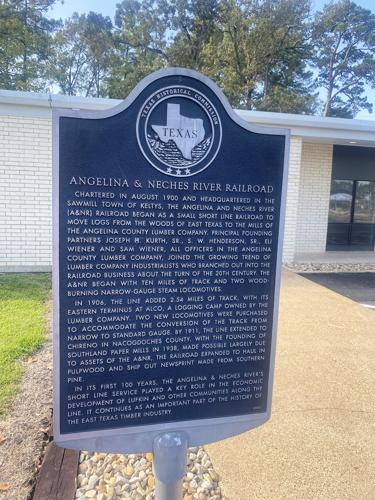 TEXAS HISTORICAL COMMISSION
TEXAS
ANGELINA & NECHES RIVER RAILROAD
CHARTERED IN AUGUST 1900 AND HEADQUARTERED IN THE
SAWMILL TOWN OF KELTYS, THE ANGELINA AND NECHES RIVER
(A&NR) RAILROAD BEGAN AS A SMALL SHORT LINE RAILROAD TO
MOVE LOGS FROM THE WOODS OF EAST TEXAS TO THE MILLS OF
THE ANGELINA COUNTY LUMBER COMPANY. PRINCIPAL FOUNDING
PARTNERS JOSEPH H. KURTH, SR., S. W. HENDERSON, SR., ELI
WIENER AND SAM WIENER, ALL OFFICERS IN THE ANGELINA
COUNTY LUMBER COMPANY, JOINED THE GROWING TREND OF
LUMBER COMPANY INDUSTRIALISTS WHO BRANCHED OUT INTO THE
RAILROAD BUSINESS ABOUT THE TURN OF THE 20TH CENTURY. THE
A&NR BEGAN WITH TEN MILES OF TRACK AND TWO WOOD-
BURNING NARROW-GAUGE STEAM LOCOMOTIVES.
IN 1906, THE LINE ADDED 2.54 MILES OF TRACK, WITH ITS
EASTERN TERMINUS AT ALCO, A LOGGING CAMP OWNED BY THE
LUMBER COMPANY. TWO NEW LOCOMOTIVES WERE PURCHASED
TO ACCOMMODATE THE CONVERSION OF THE TRACK FROM
NARROW TO STANDARD GAUGE. BY 1911, THE LINE EXTENDED TO
CHIRENO IN NACOGDOCHES COUNTY. WITH THE FOUNDING OF
SOUTHLAND PAPER MILLS IN 1938, MADE POSSIBLE LARGELY DUE
TO ASSETS OF THE A&NR, THE RAILROAD EXPANDED TO HAUL IN
PULPWOOD AND SHIP OUT NEWSPRINT MADE FROM SOUTHERN
PINE.
IN ITS FIRST 100 YEARS, THE ANGELINA & NECHES RIVER'S
SHORT LINE SERVICE PLAYED A KEY ROLE IN THE ECONOMIC
DEVELOPMENT OF LUFKIN AND OTHER COMMUNITIES ALONG THE
LINE. IT CONTINUES AS AN IMPORTANT PART OF THE HISTORY OF
THE EAST TEXAS TIMBER INDUSTRY.